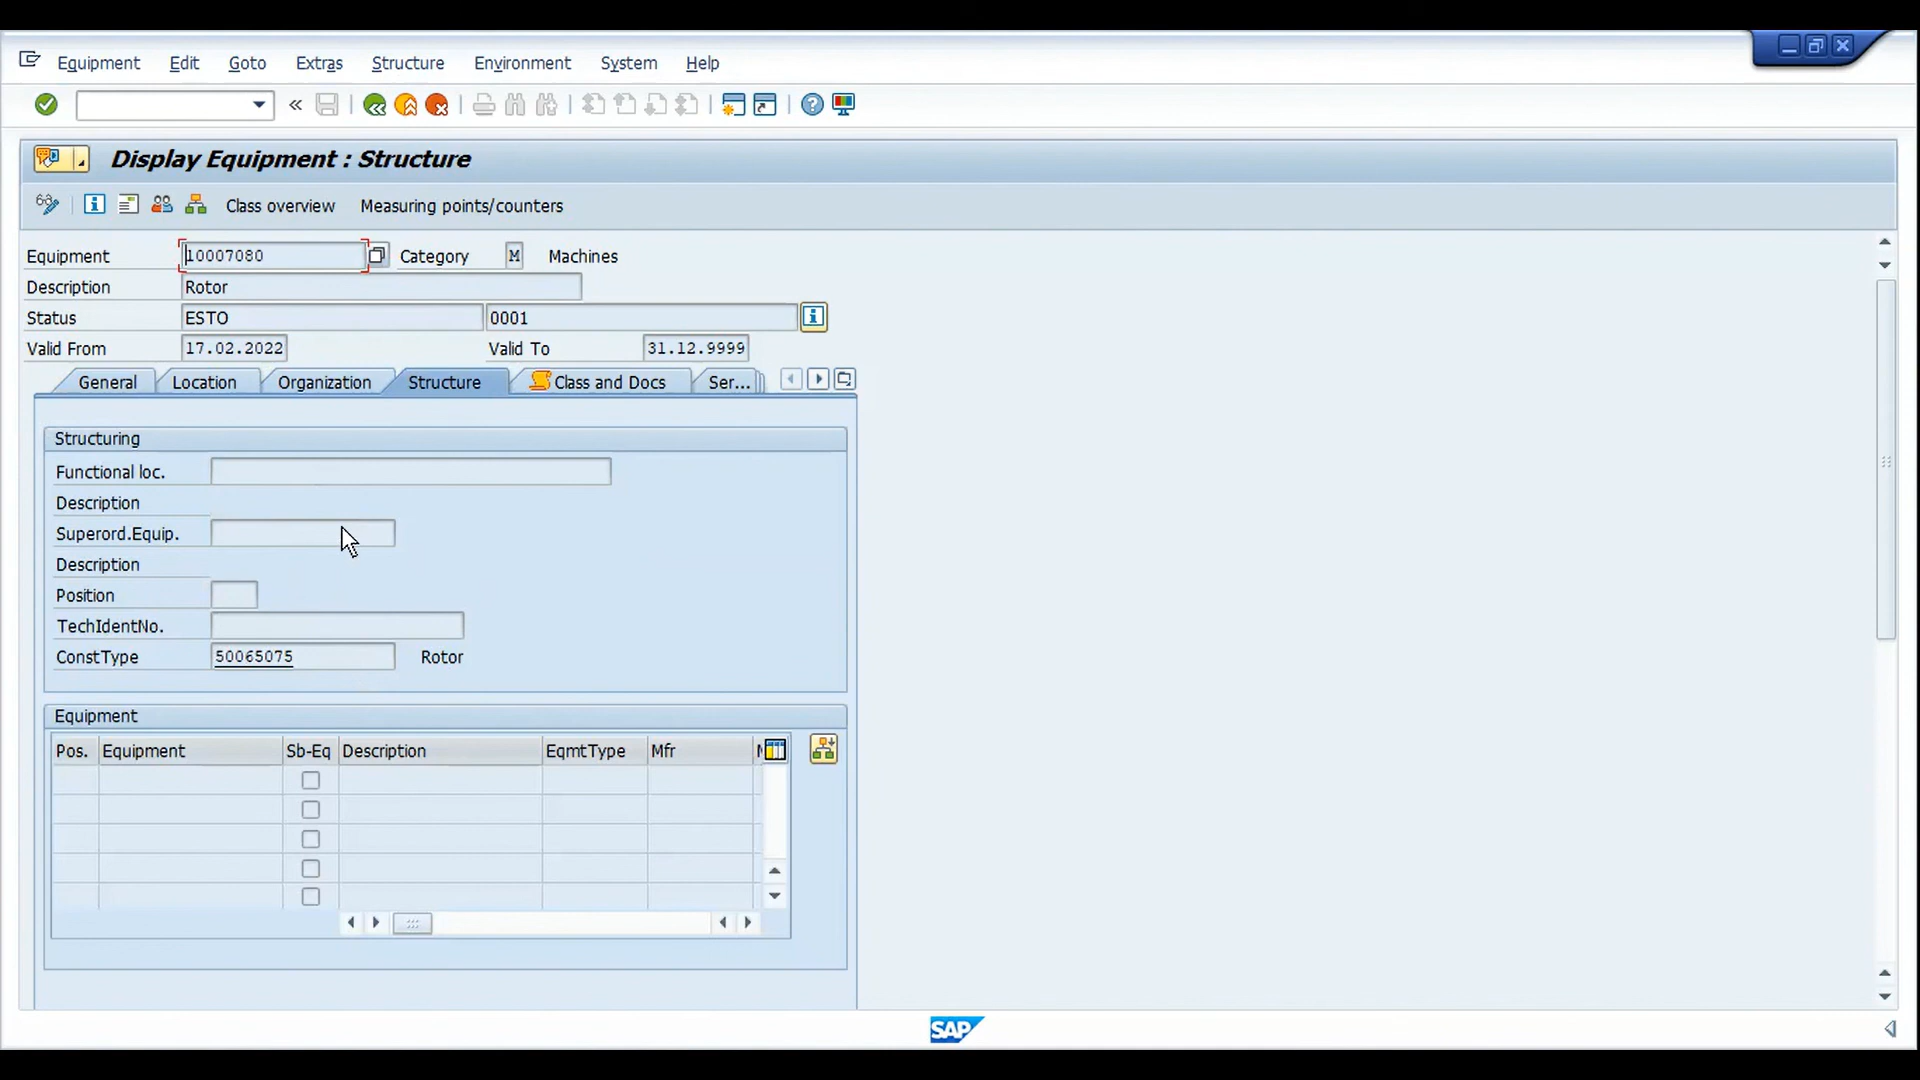 Equipment Edit Goto Extras Structure Environment System Help
Display Equipment : Structure
Class overview Measuring points/counters
Equipment 10007080 Category M Machines
Description Rotor
Status ESTO 0001
Valid From 17.02.2022 Valid To 31.12.9999
General Location Organization Structure Class and Docs Ser...
Structuring
Functional loc.
Description
Superord.Equip.
Description
Position
TechIdentNo.
ConstType 50065075 Rotor
Equipment
Pos. Equipment Sb-Eq Description EqmtType Mfr
SAP